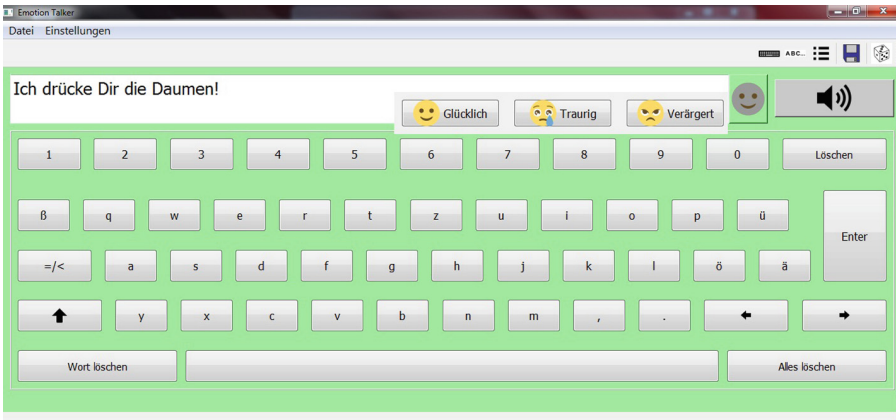 Emotion Talker
Datei Einstellungen
ABC...
Ich drücke Dir die Daumen!
Glücklich Traurig Verärgert
1 2 3 4 5 6 7 8 9 0 Löschen
ß q w e r t z u i o p ü
Enter
=/< a s d f g h j k l ö ä
y x c v b n m , .
Wort löschen Alles löschen